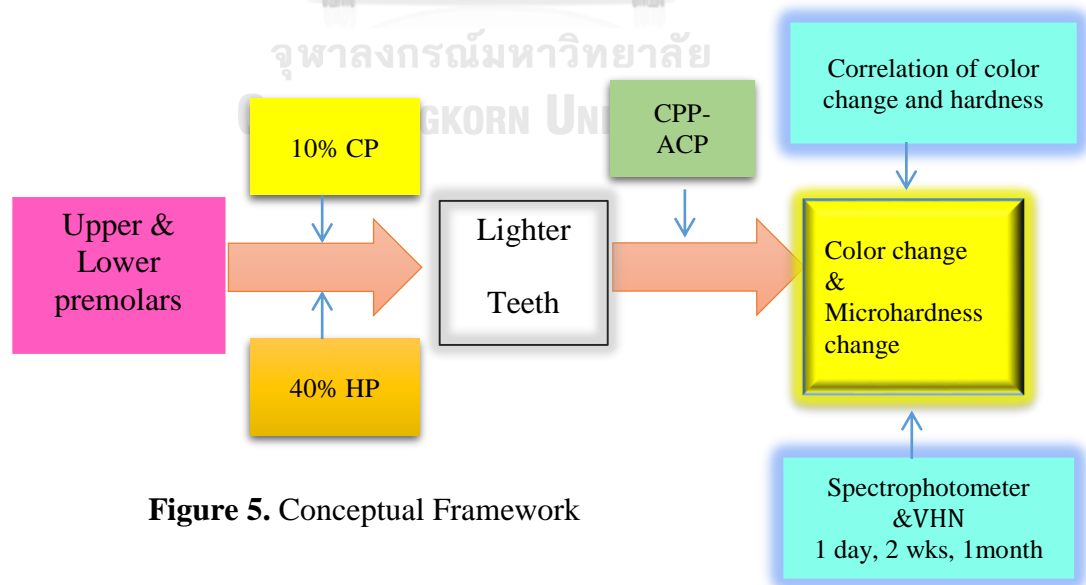 จุฬาลงกรณ์มหาวิทยาลัย
GKORN UNI
10% CP
CPP-
ACP
Correlation of color
change and hardness
Upper &
Lower
premolars
Lighter
Teeth
Color change
&
Microhardness
change
40% HP
Spectrophotometer
&VHN
1 day, 2 wks, 1month
Figure 5. Conceptual Framework